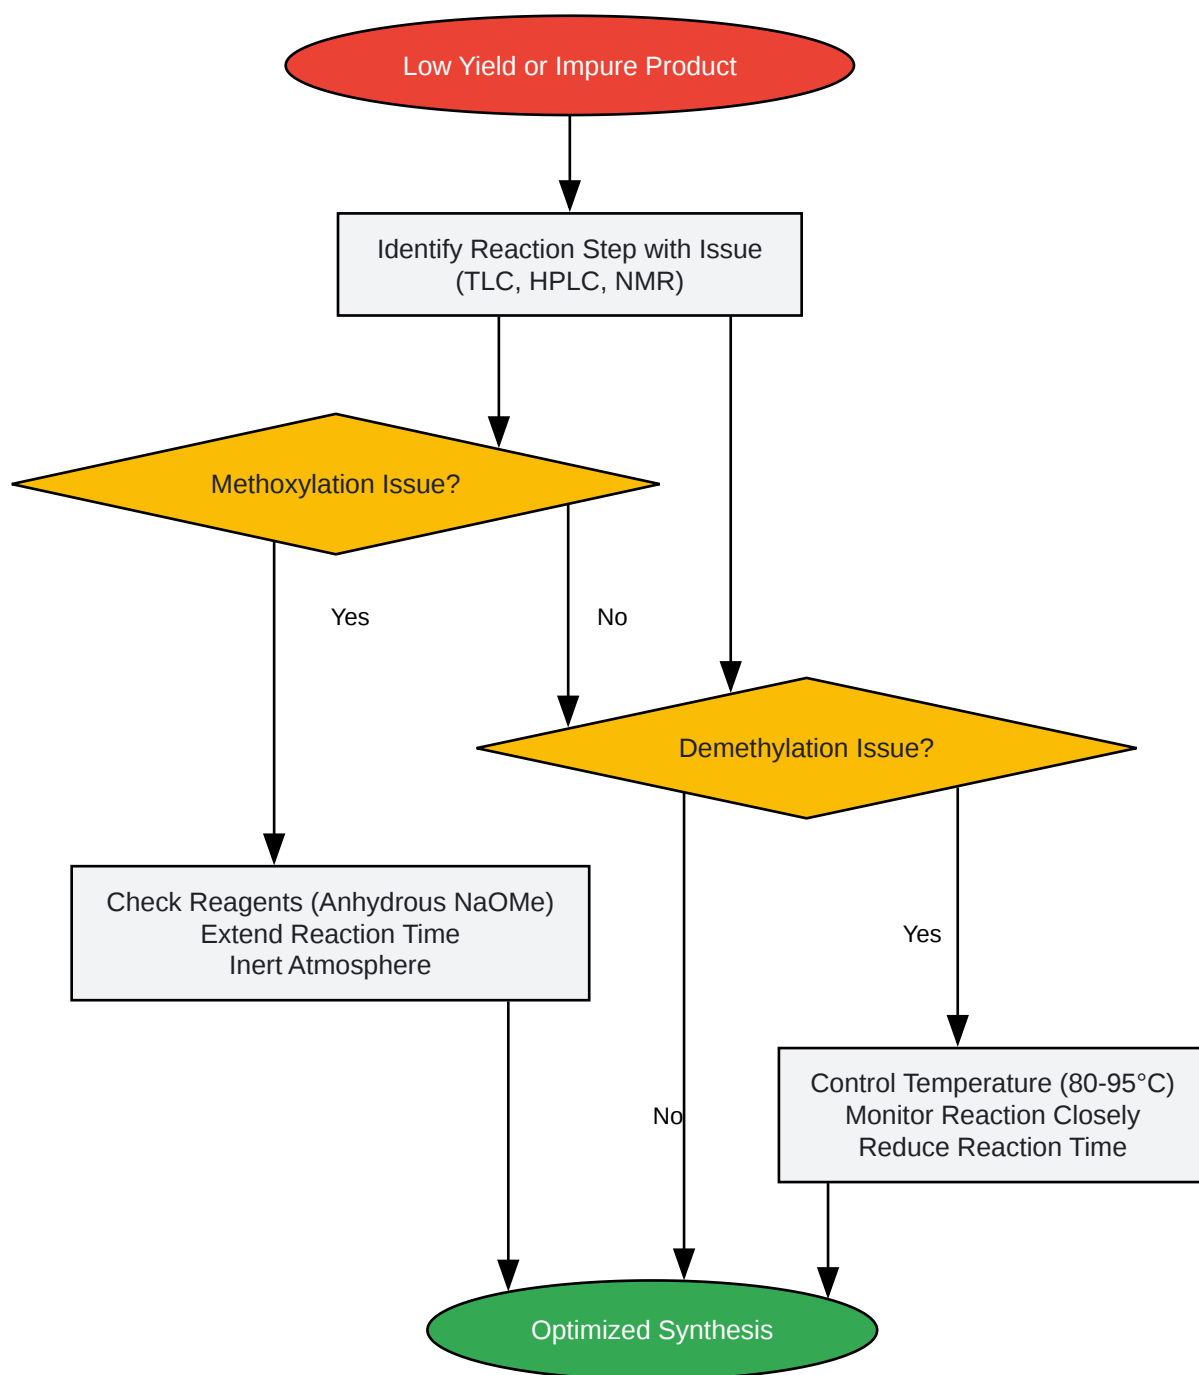 Low Yield or Impure Product
Identify Reaction Step with Issue
(TLC, HPLC, NMR)
Methoxylation Issue?
Yes
No
Demethylation Issue?
Check Reagents (Anhydrous NaOMe)
Extend Reaction Time
Inert Atmosphere
Yes
No
Control Temperature (80-95°C)
Monitor Reaction Closely
Reduce Reaction Time
Optimized Synthesis